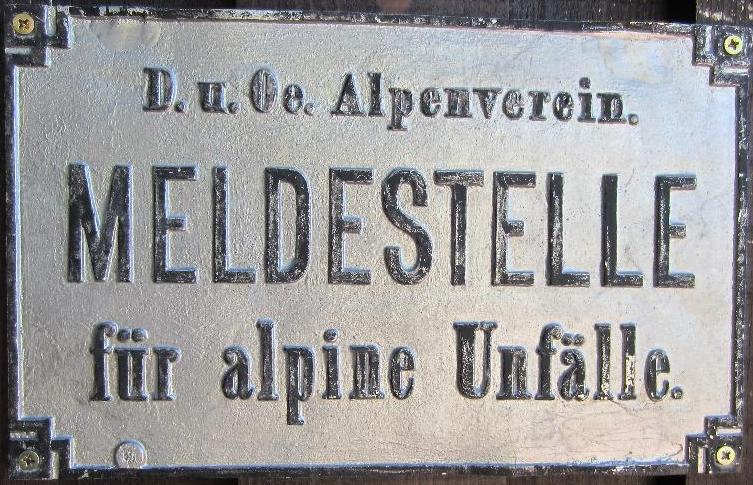 D. u. Oe. Alpenverein.
MELDESTELLE
für alpine Unfälle.